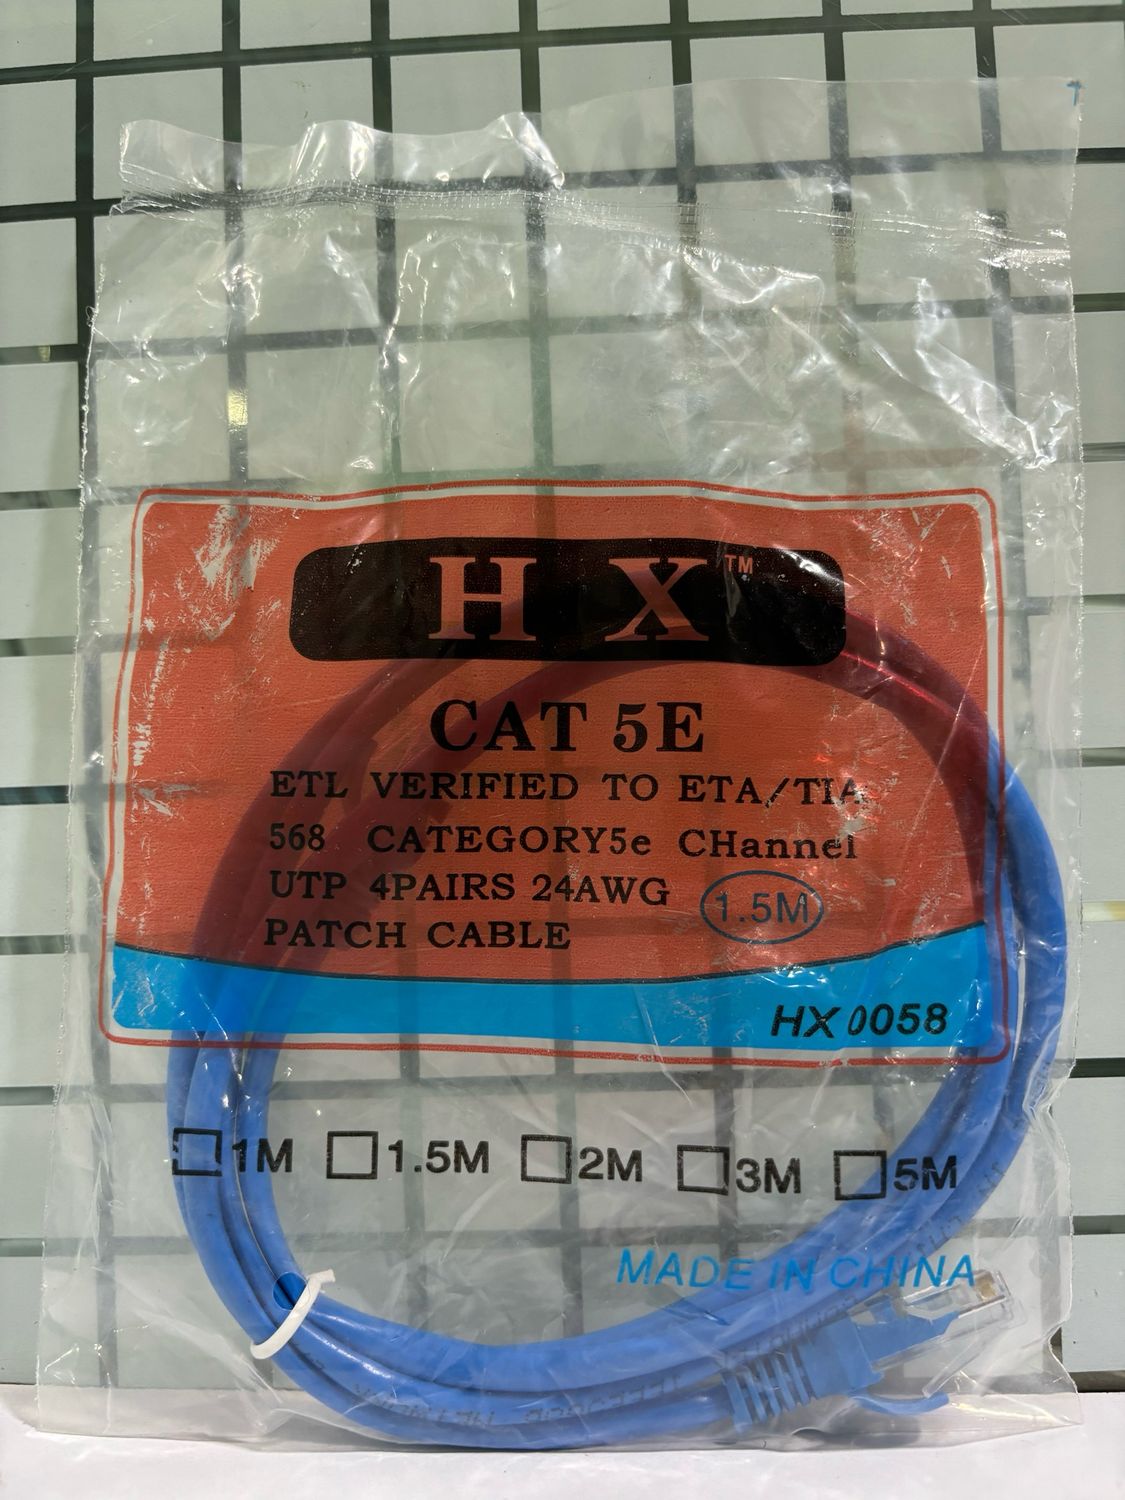 H X™
CAT 5E
ETL VERIFIED TO ETA/TIA
568 CATEGORY5e CHannel
UTP 4PAIRS 24AWG
1.5M
PATCH CABLE
HX 0058
1M 1.5M 2M 3M 5M
MADE IN CHINA